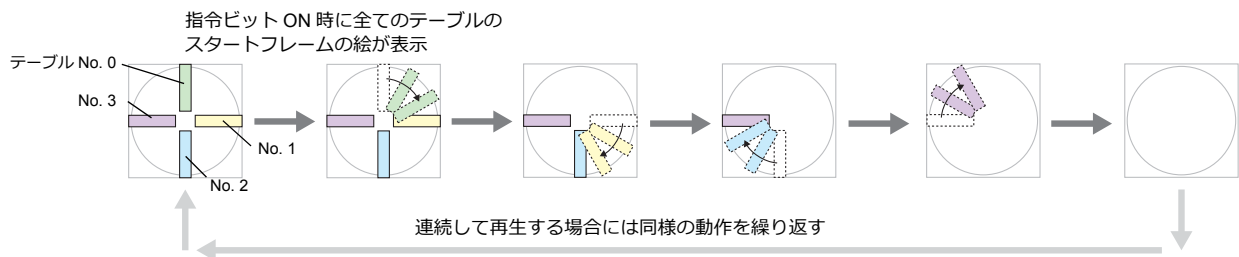 指令ビット ON 時に全てのテーブルの
スタートフレームの絵が表示
テーブル No. 0
No. 3
No. 1
No. 2
連続して再生する場合には同様の動作を繰り返す